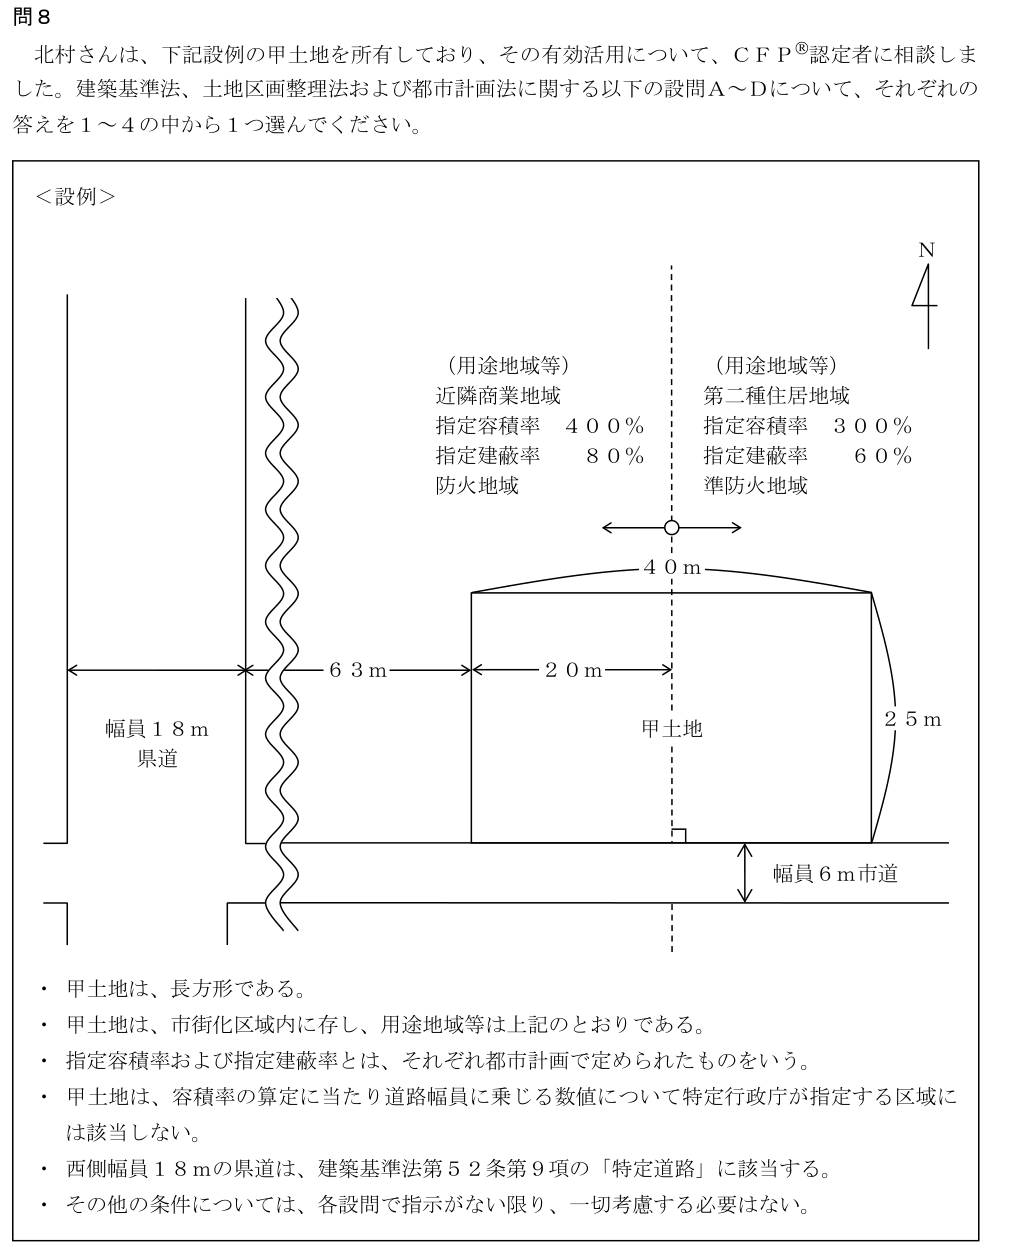 問８
北村さんは、下記設例の甲土地を所有しており、その有効活用について、ＣＦＰ®認定者に相談しま
した。建築基準法、土地区画整理法および都市計画法に関する以下の設問Ａ～Ｄについて、それぞれの
答えを１～４の中から１つ選んでください。
＜設例＞
N
（用途地域等）
近隣商業地域
指定容積率　４００％
指定建蔽率　８０％
防火地域
（用途地域等）
第二種住居地域
指定容積率　３００％
指定建蔽率　６０％
準防火地域
４０ｍ
６３ｍ
２０ｍ
２５ｍ
幅員１８ｍ
県道
甲土地
幅員６ｍ市道
・ 甲土地は、長方形である。
・ 甲土地は、市街化区域内に存し、用途地域等は上記のとおりである。
・ 指定容積率および指定建蔽率とは、それぞれ都市計画で定められたものをいう。
・ 甲土地は、容積率の算定に当たり道路幅員に乗じる数値について特定行政庁が指定する区域に
は該当しない。
・ 西側幅員１８ｍの県道は、建築基準法第５２条第９項の「特定道路」に該当する。
・ その他の条件については、各設問で指示がない限り、一切考慮する必要はない。